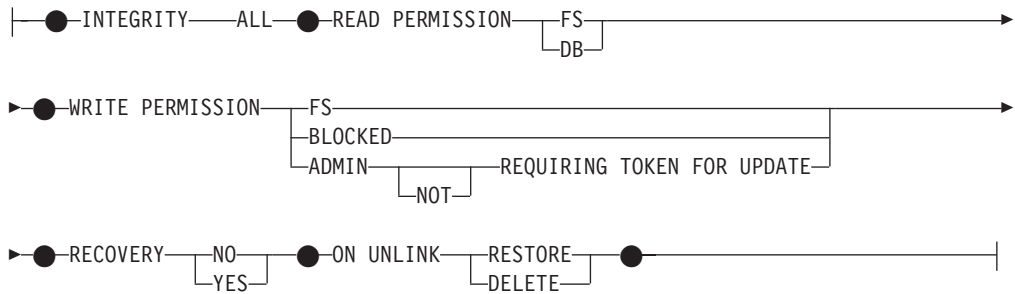 INTEGRITY ALL READ PERMISSION FS
DB
WRITE PERMISSION FS
BLOCKED
ADMIN REQUIRING TOKEN FOR UPDATE
NOT
RECOVERY NO ON UNLINK RESTORE
YES DELETE